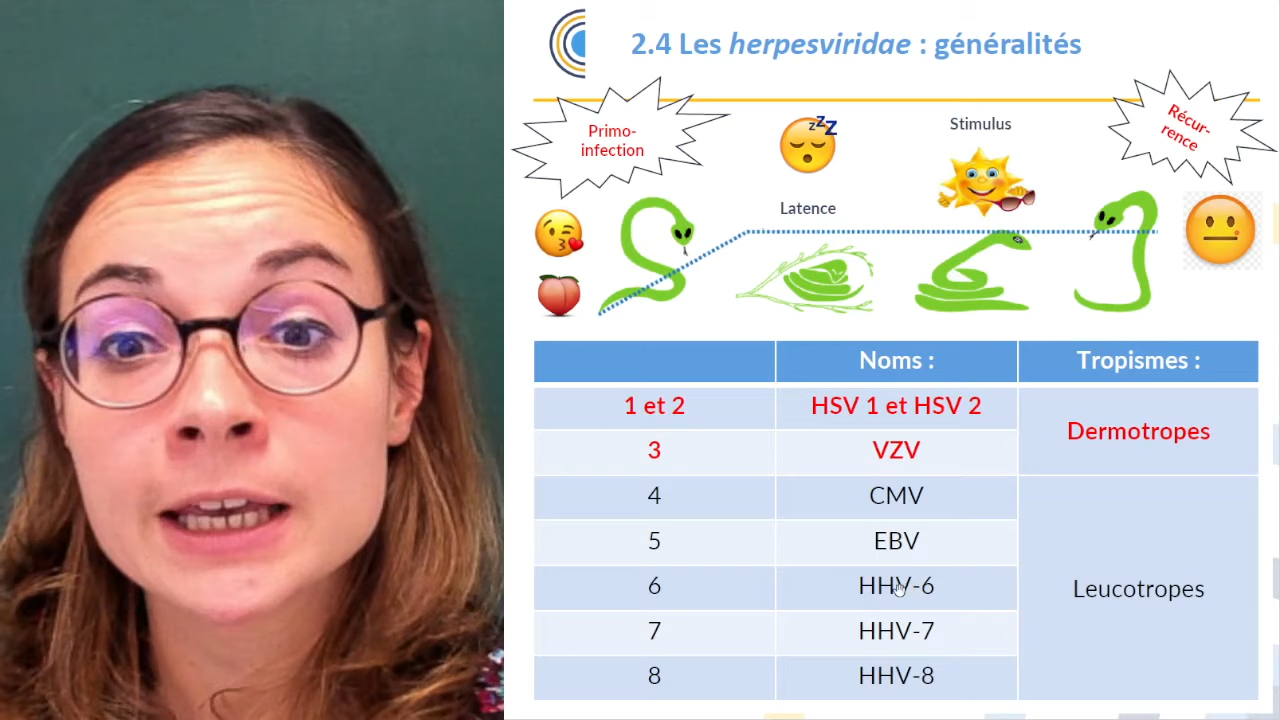 2.4 Les herpesviridae : généralités
Primo-
infection
zzZ
Stimulus
Récur-
rence
Latence
Noms :
Tropismes :
1 et 2
HSV 1 et HSV 2
Dermotropes
3
VZV
4
CMV
5
EBV
6
HHV-6
Leucotropes
7
HHV-7
8
HHV-8